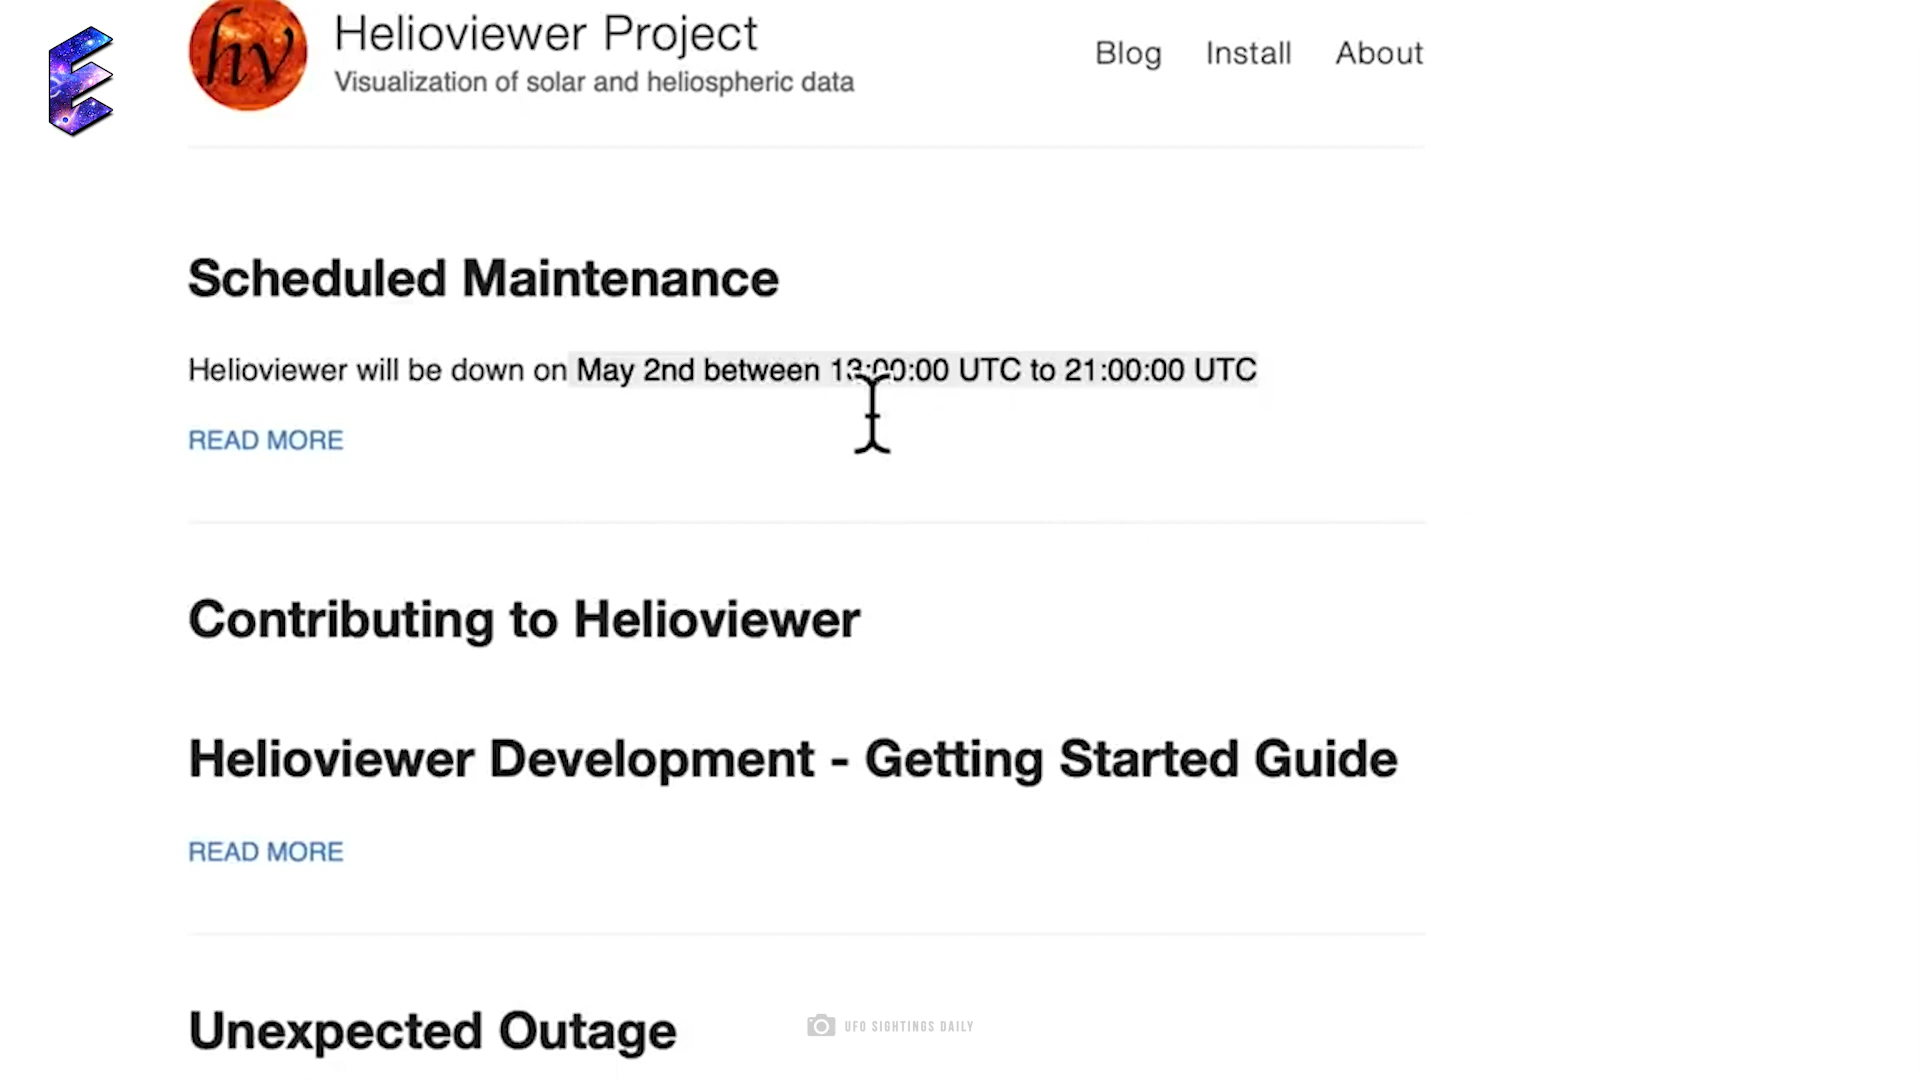 hv
Helioviewer Project
Visualization of solar and heliospheric data
Blog Install About
Scheduled Maintenance
Helioviewer will be down on May 2nd between 13:00:00 UTC to 21:00:00 UTC
READ MORE
Contributing to Helioviewer
Helioviewer Development - Getting Started Guide
READ MORE
Unexpected Outage
UFO SIGHTINGS DAILY